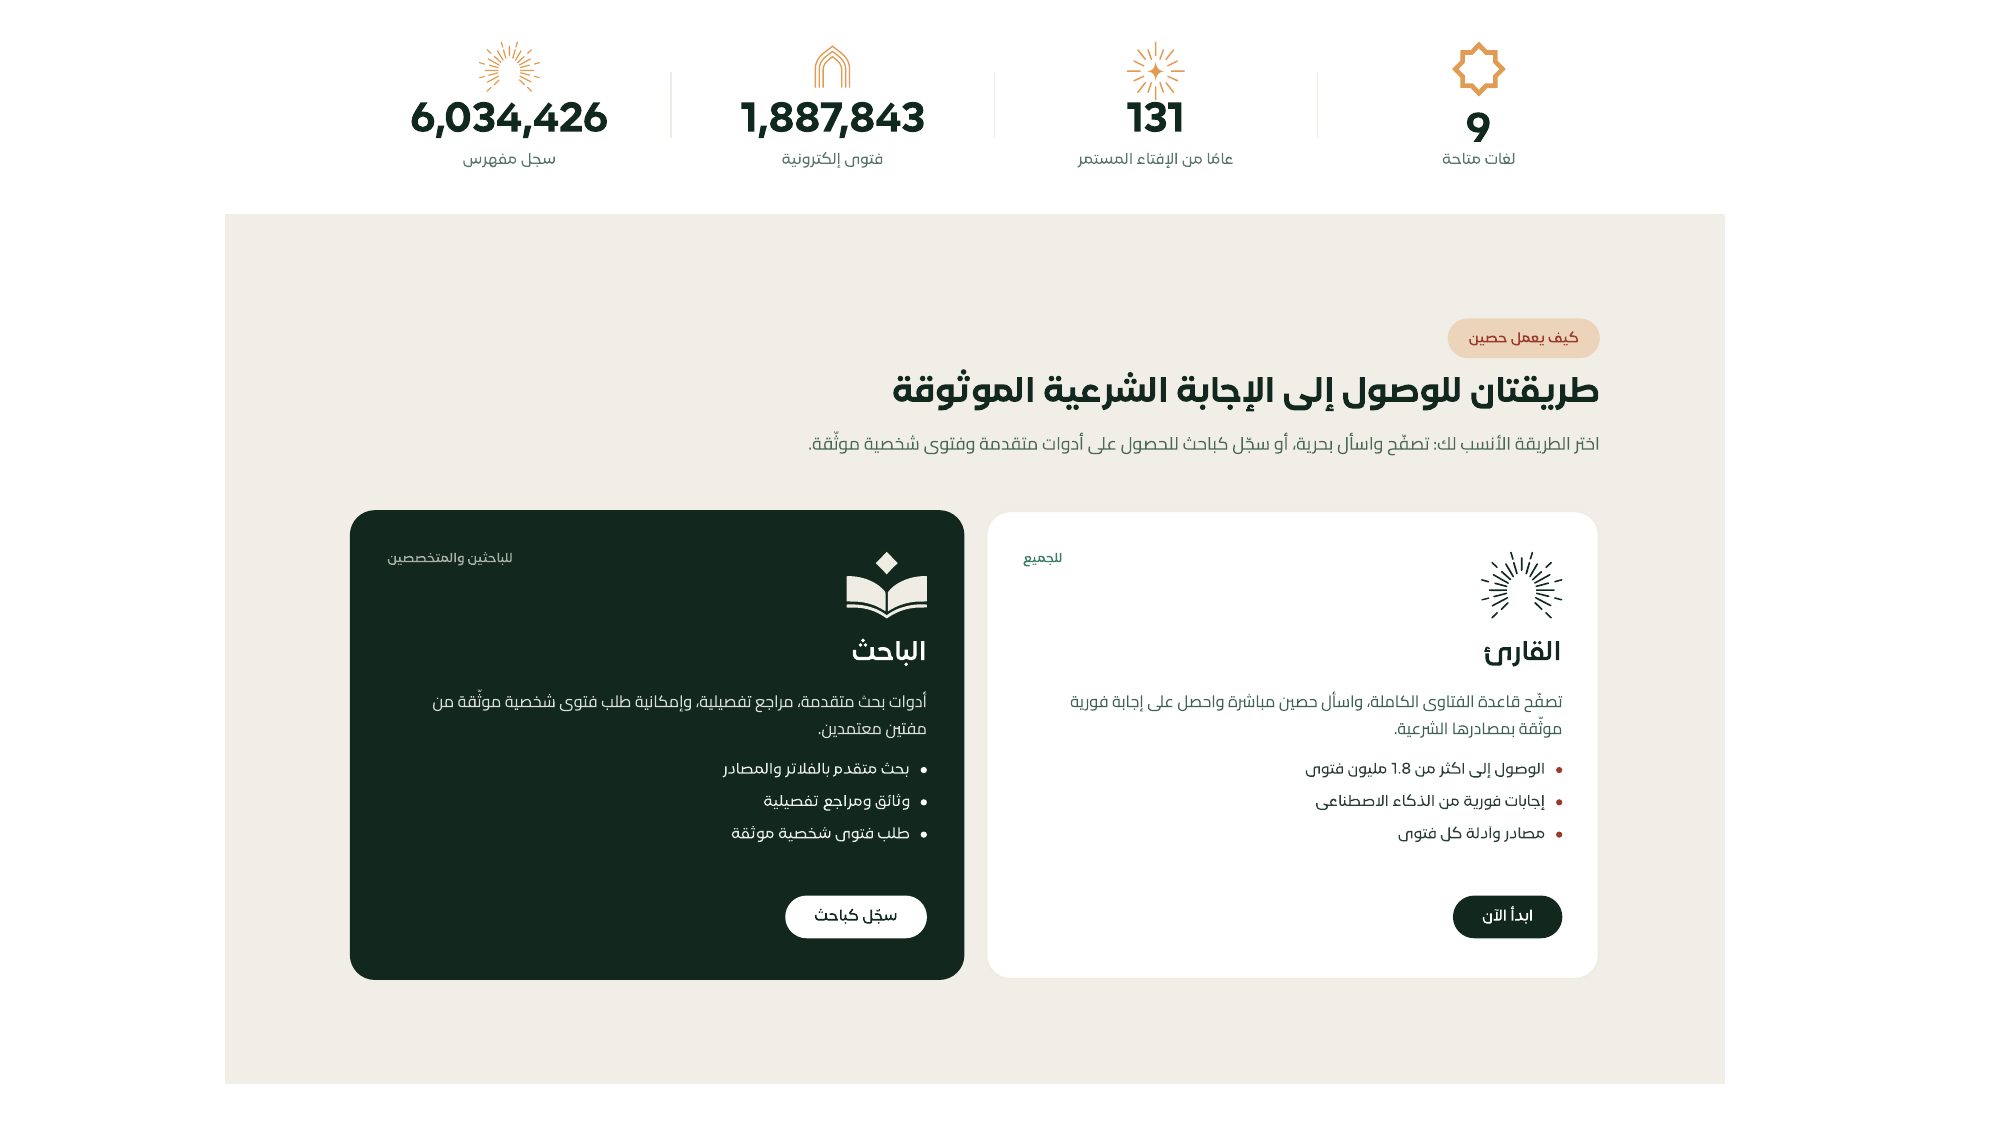 9
لغات متاحة
131
عامًا من الإفتاء المستمر
1,887,843
فتوى إلكترونية
6,034,426
سجل مفهرس
كيف يعمل حصين
طريقتان للوصول إلى الإجابة الشرعية الموثوقة
اختر الطريقة الأنسب لك: تصفّح واسأل بحرية، أو سجّل كباحث للحصول على أدوات متقدمة وفتوى شخصية موثّقة.
للجميع
القارئ
تصفّح قاعدة الفتاوى الكاملة، واسأل حصين مباشرة واحصل على إجابة فورية
موثّقة بمصادرها الشرعية.
الوصول إلى اكثر من 1.8 مليون فتوى
إجابات فورية من الذكاء الاصطناعى
مصادر وأدلة كل فتوى
ابدأ الآن
للباحثين والمتخصصين
الباحث
أدوات بحث متقدمة، مراجع تفصيلية، وإمكانية طلب فتوى شخصية موثّقة من
مفتين معتمدين.
بحث متقدم بالفلاتر والمصادر
وثائق ومراجع تفصيلية
طلب فتوى شخصية موثقة
سجّل كباحث